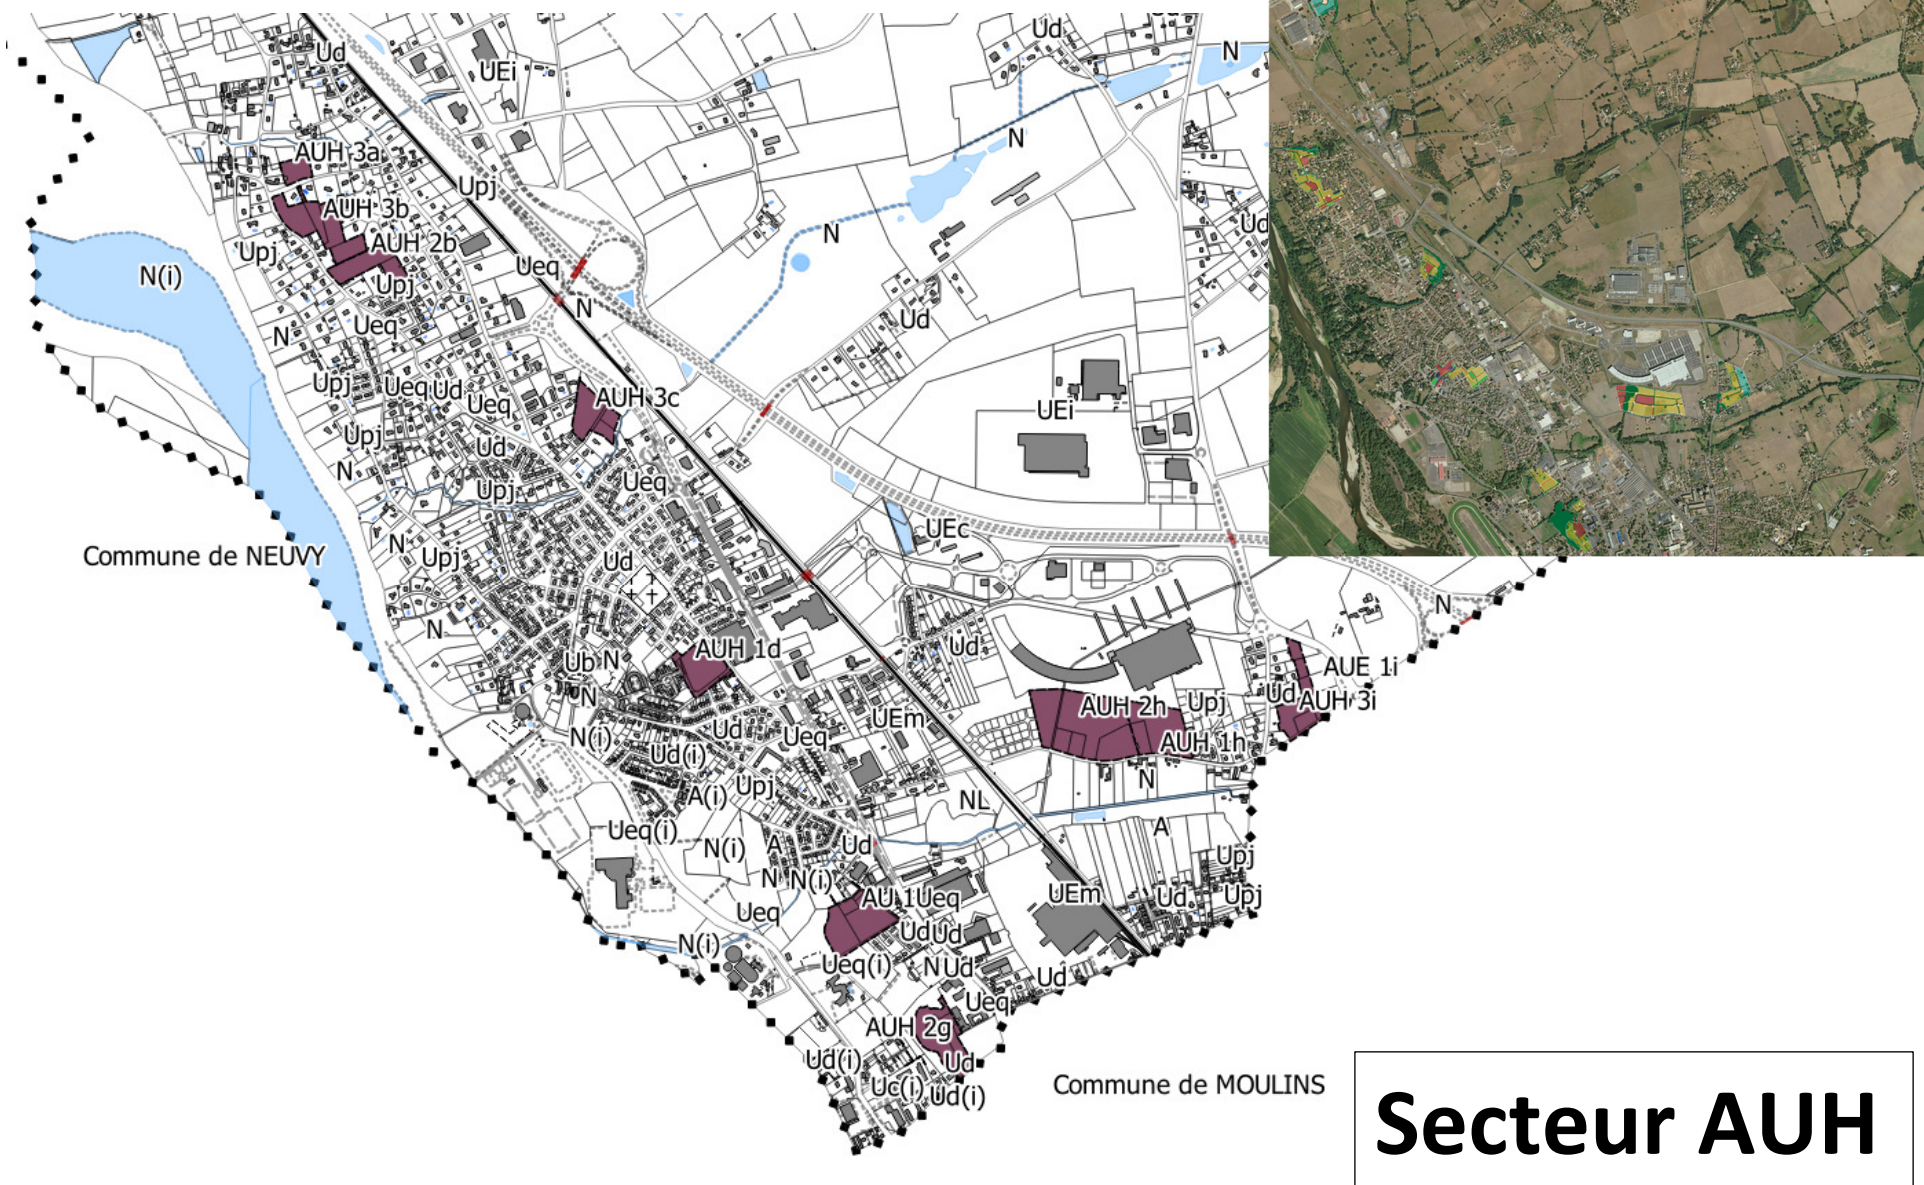 Ud
Ud
N
UEi
N
AUH 3a
Upj
AUH 3b
Ud
Upj
AUH 2b
N
N(i)
Upj
Ueq
N
N
Ueq
Ud
Upj
Ueq
Ud
Ueq
AUH 3c
UEi
Upj
Ud
N
Upj
Ueq
UEc
Commune de NEUVY
N
Upj
Ud
N
N
Ub
N
AUH 1d
Ud
AUE 1i
N
AUH 2h
Upj
Ud
AUH 3i
N(i)
Ud
Ueq
UEm
AUH 1h
Ud(i)
N
A(i)
Upj
NL
Ueq(i)
N(i)
A
Ud
A
Upj
N
N(i)
AU 1
Ueq
UEm
Ud
Upj
Ueq
Ud
Ud
N(i)
Ueq(i)
N
Ud
Ud
Ueq
AUH 2g
Ud(i)
Ud
Uc(i)
Ud(i)
Commune de MOULINS
Secteur AUH